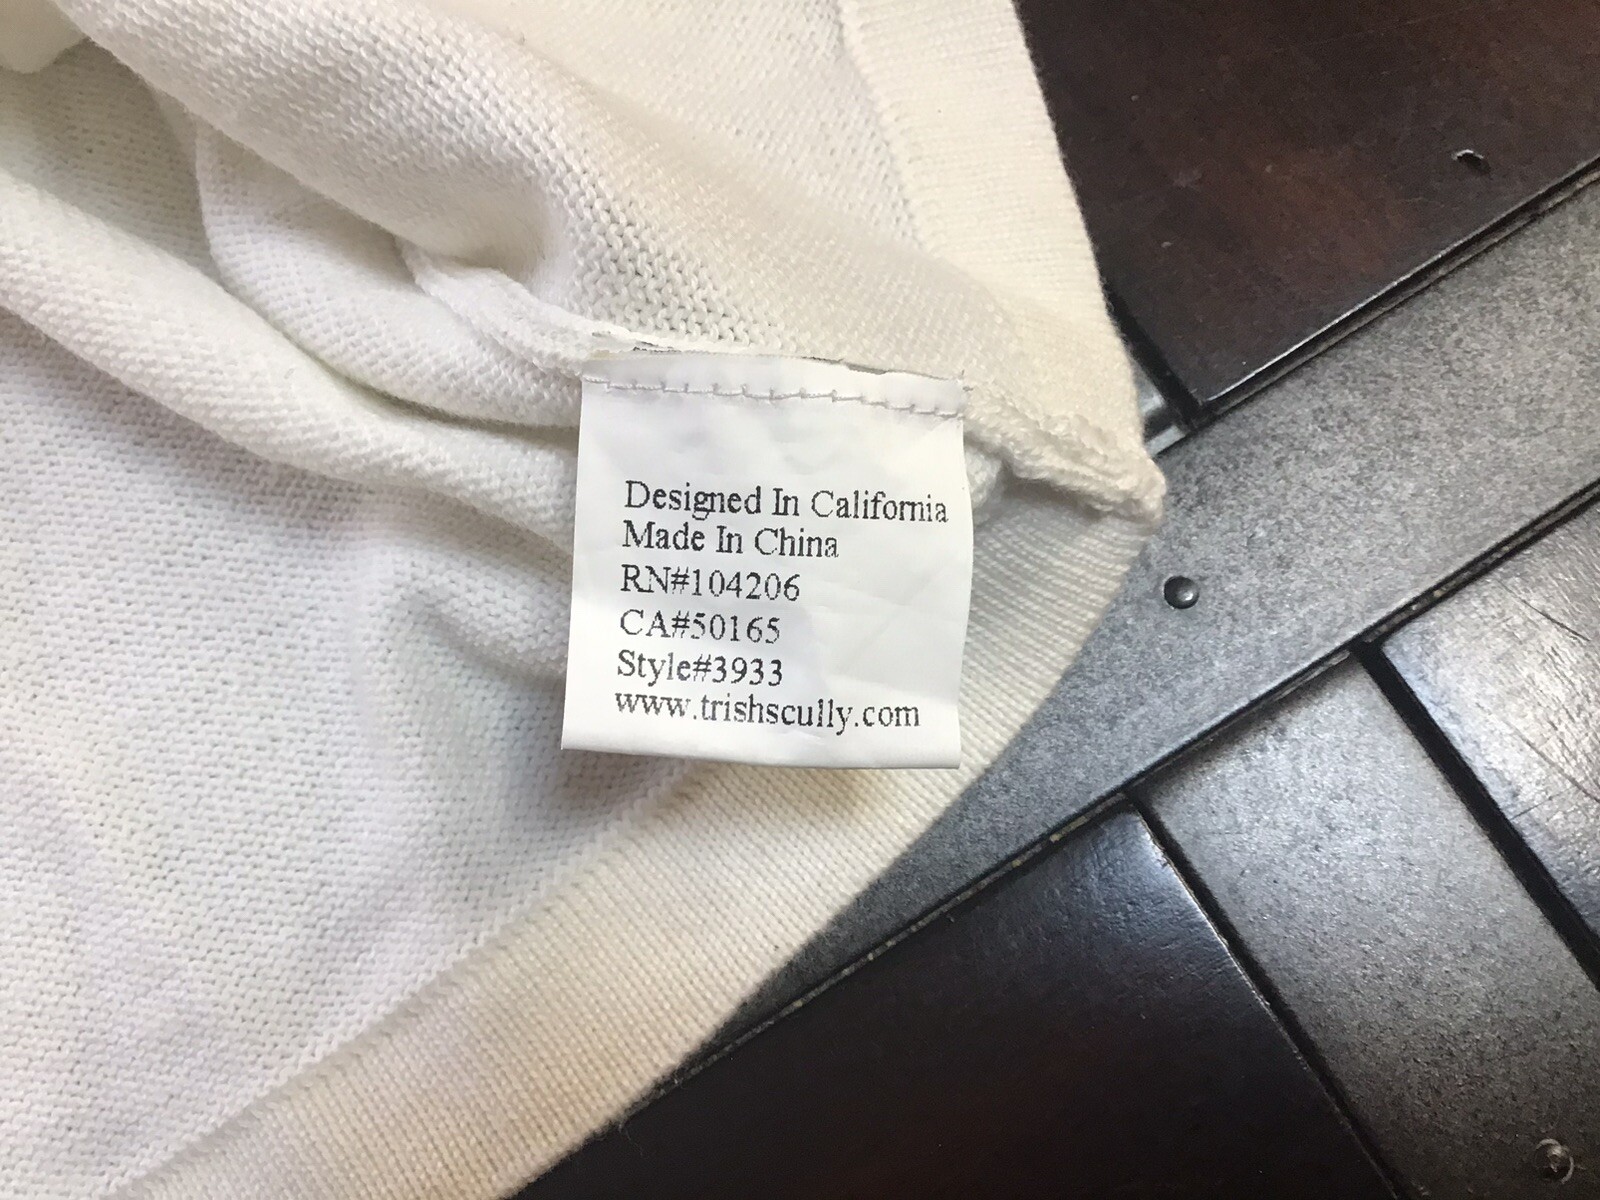 Designed In California
Made In China
RN#104206
CA#50165
Style#3933
www.trishscully.com